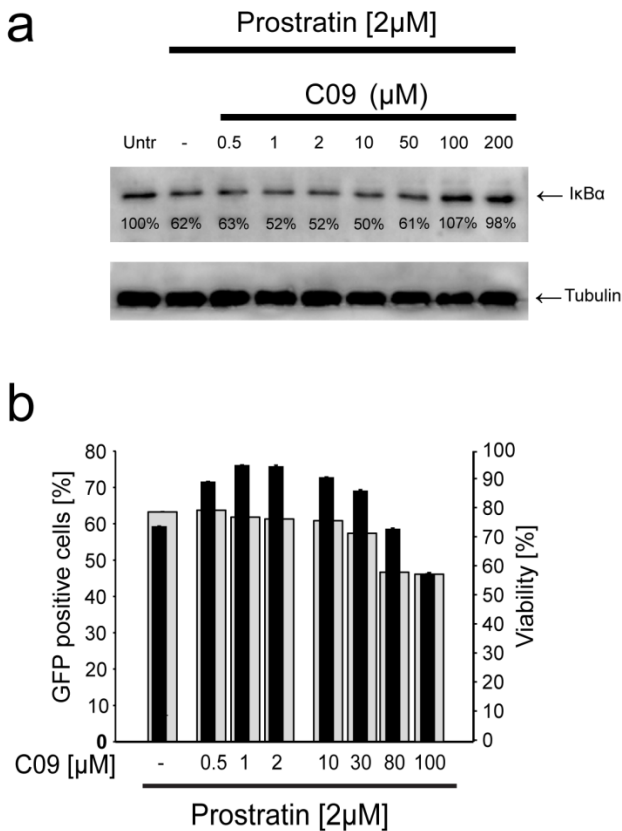 a
Prostratin [2µM]
C09 (µM)
Untr - 0.5 1 2 10 50 100 200
← IκBα
100% 62% 63% 52% 52% 50% 61% 107% 98%
← Tubulin
b
GFP positive cells [%]
80
70
60
50
40
30
20
10
0
100
90
80
70
60
50
40
30
20
10
0
Viability [%]
C09 [µM] - 0.5 1 2 10 30 80 100
Prostratin [2µM]